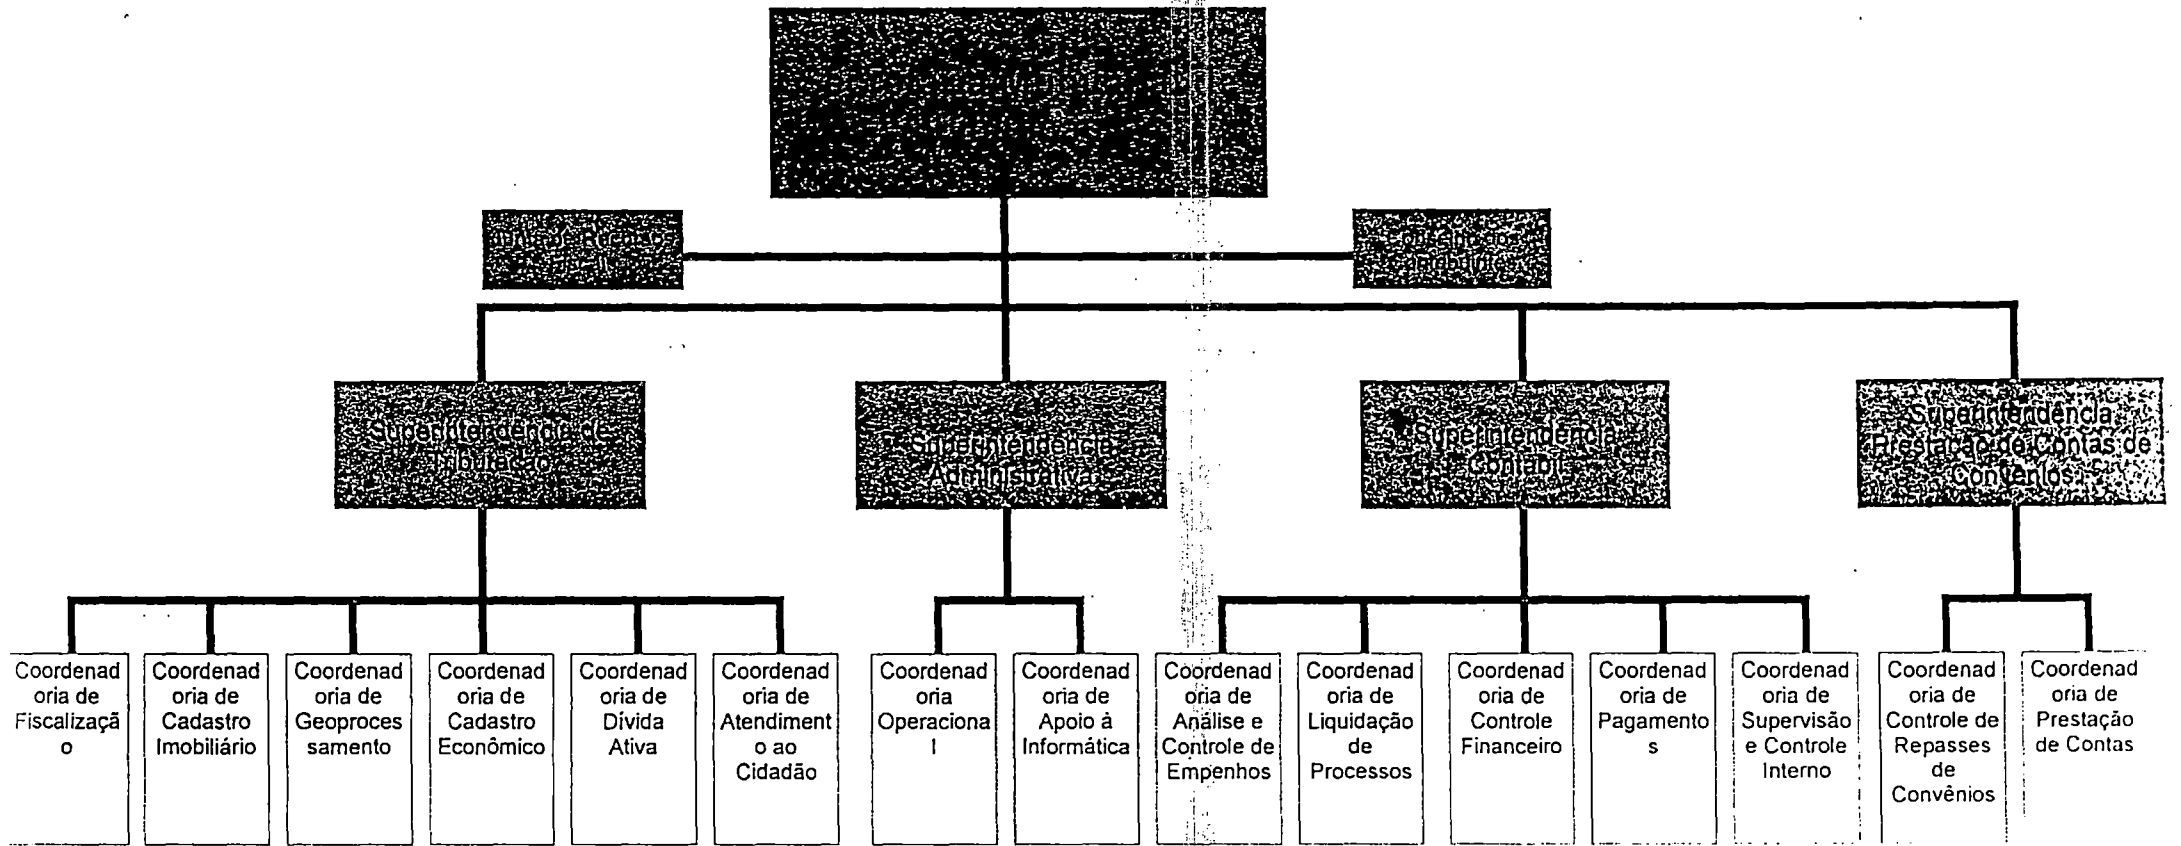 Superintendência de
Tributação
Superintendência
Administrativa
Superintendência
Contábil
Superintendência
Prestação de Contas de
Convênios
Coordenad
oria de
Fiscalizaçã
o
Coordenad
oria de
Cadastro
Imobiliário
Coordenad
oria de
Geoproces
samento
Coordenad
oria de
Cadastro
Econômico
Coordenad
oria de
Dívida
Ativa
Coordenad
oria de
Atendiment
o ao
Cidadão
Coordenad
oria
Operaciona
l
Coordenad
oria de
Apoio à
Informática
Coordenad
oria de
Análise e
Controle de
Empenhos
Coordenad
oria de
Liquidação
de
Processos
Coordenad
oria de
Controle
Financeiro
Coordenad
oria de
Pagamento
s
Coordenad
oria de
Supervisão
e Controle
Interno
Coordenad
oria de
Controle de
Repasses
de
Convênios
Coordenad
oria de
Prestação
de Contas